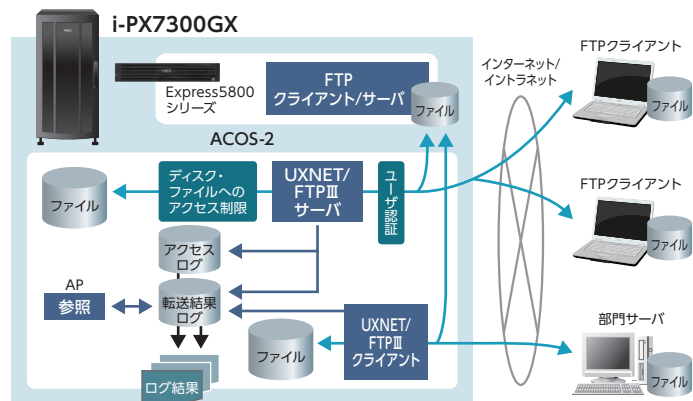 i-PX7300GX
Express5800
シリーズ
FTP
クライアント/サーバ
ファイル
インターネット/
イントラネット
FTPクライアント
ファイル
ACOS-2
ファイル
ディスク・
ファイルへの
アクセス制限
UXNET/
FTPⅢ
サーバ
ユーザ認証
FTPクライアント
ファイル
アクセス
ログ
AP
参照
転送結果
ログ
ファイル
UXNET/
FTPⅢ
クライアント
部門サーバ
ファイル
ログ結果